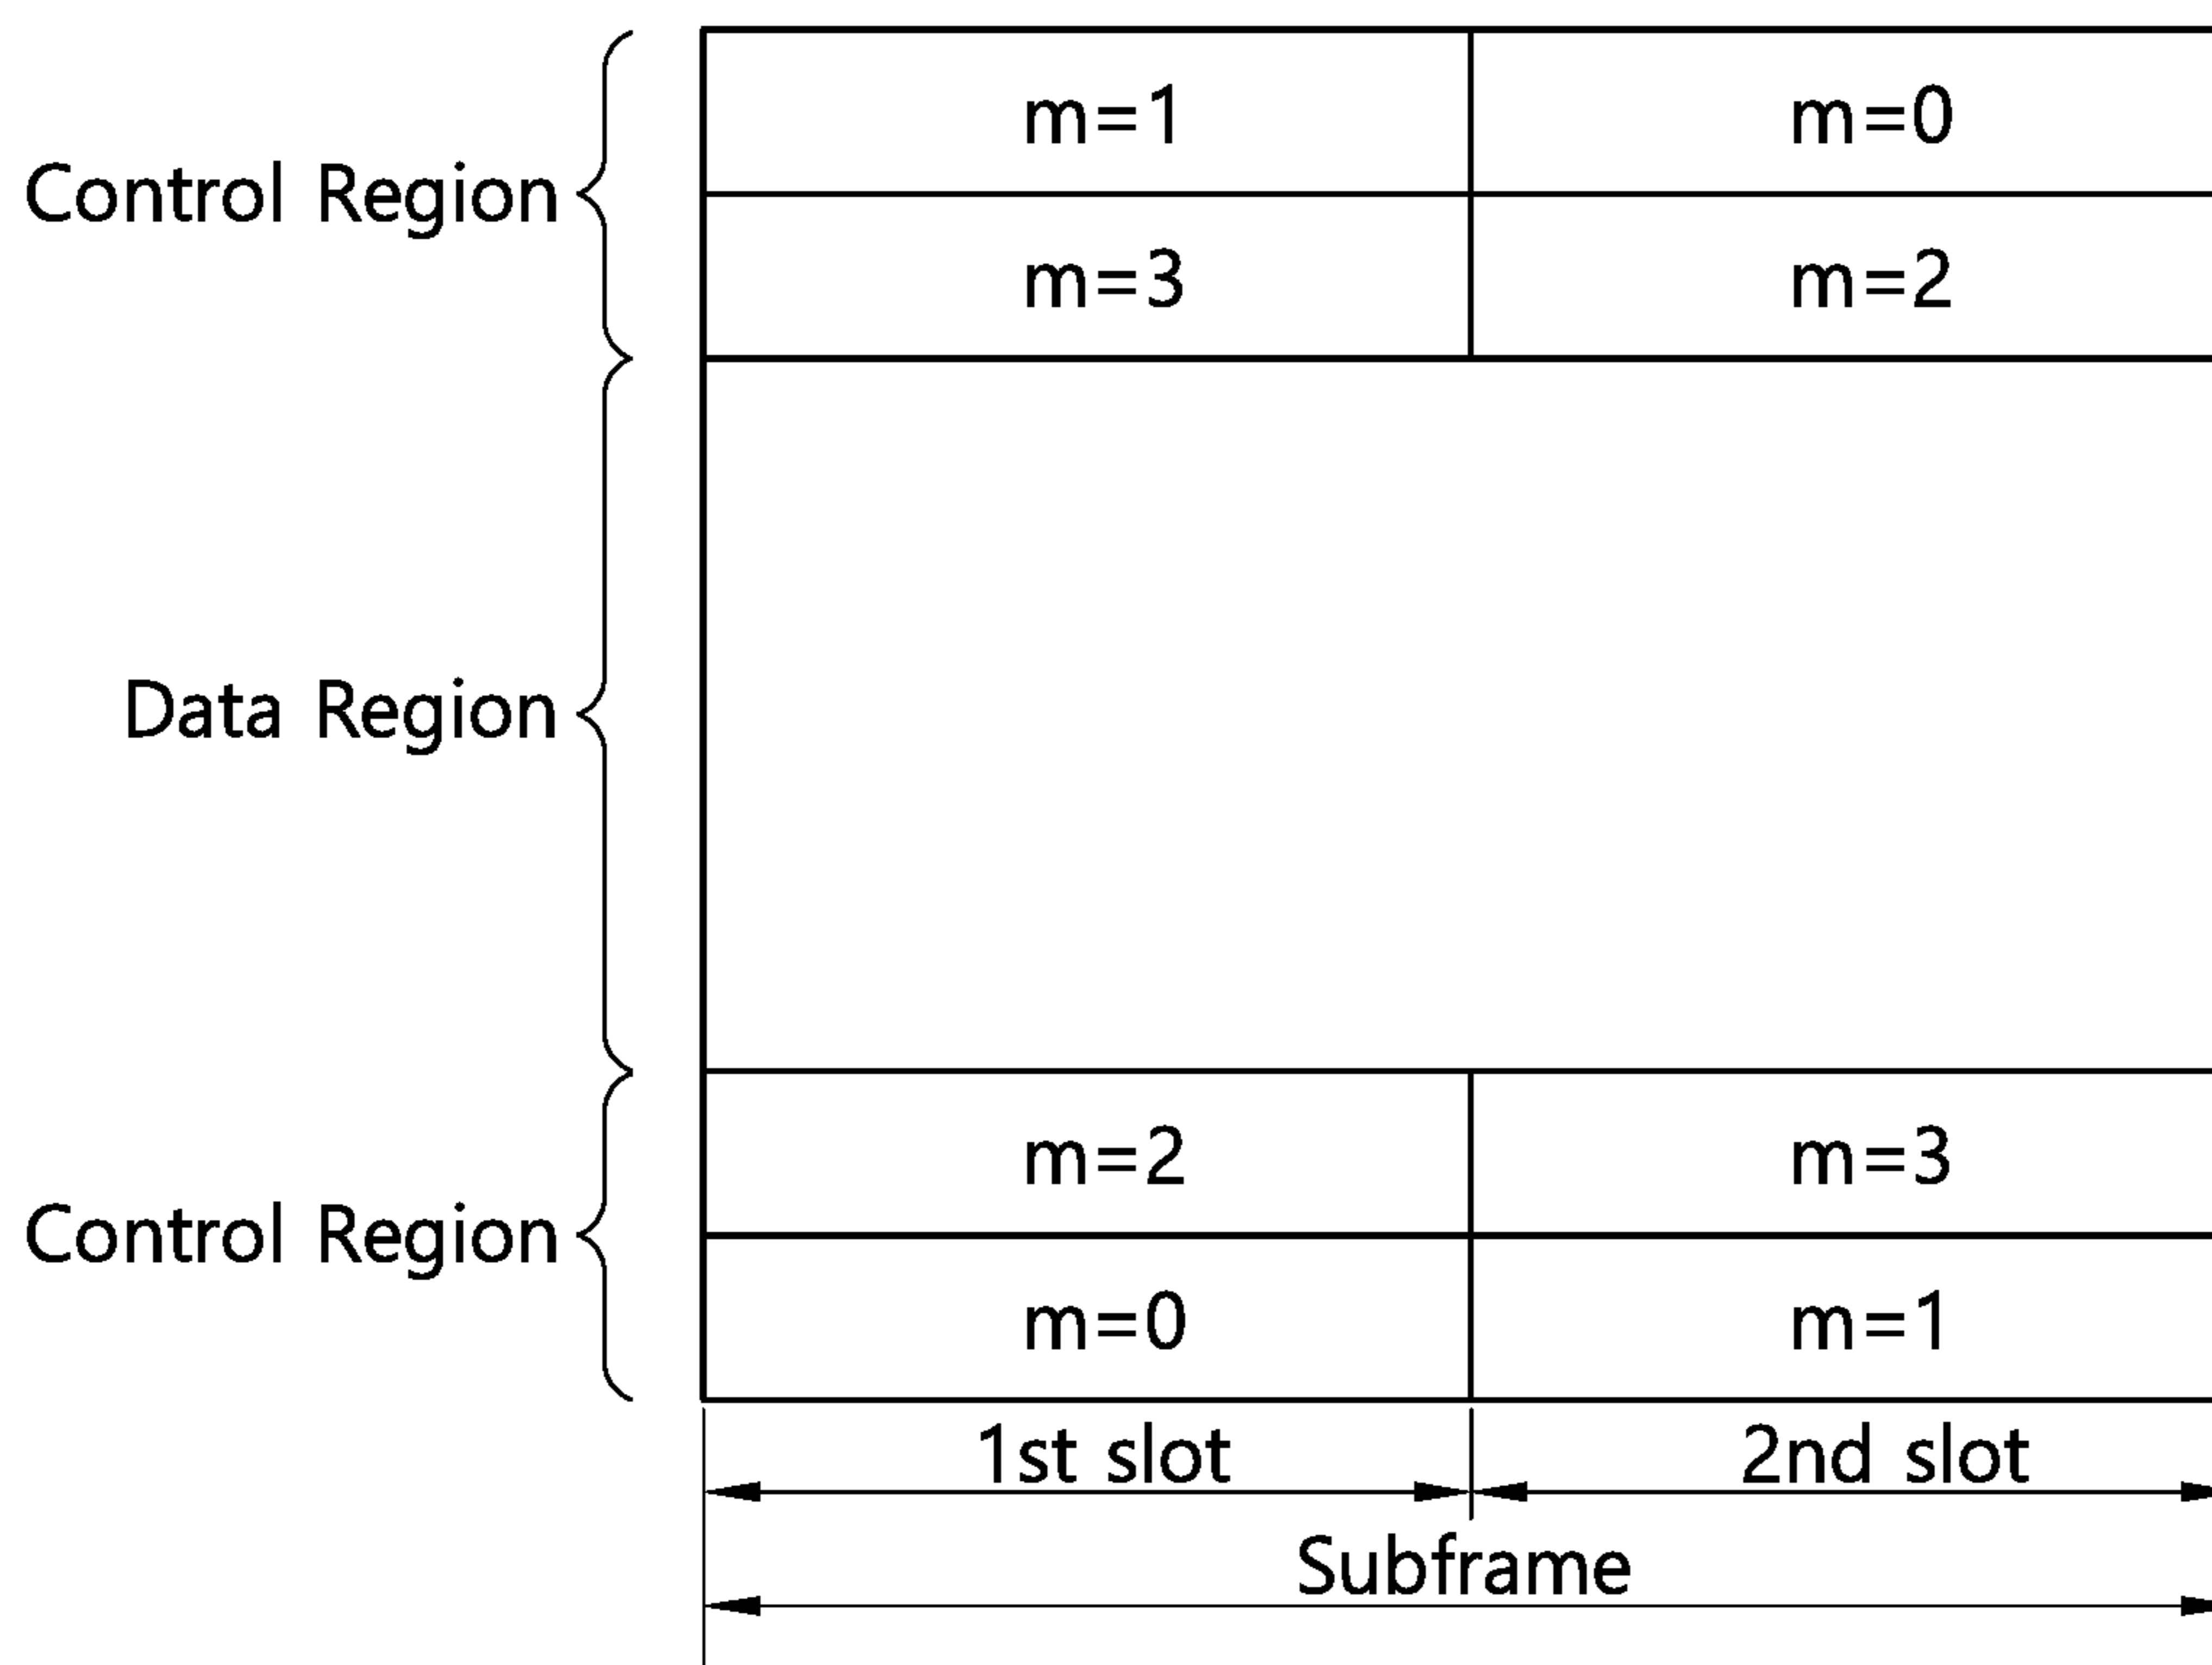 m=1 m=0
Control Region
m=3 m=2
Data Region
m=2 m=3
Control Region
m=0 m=1
1st slot 2nd slot
Subframe